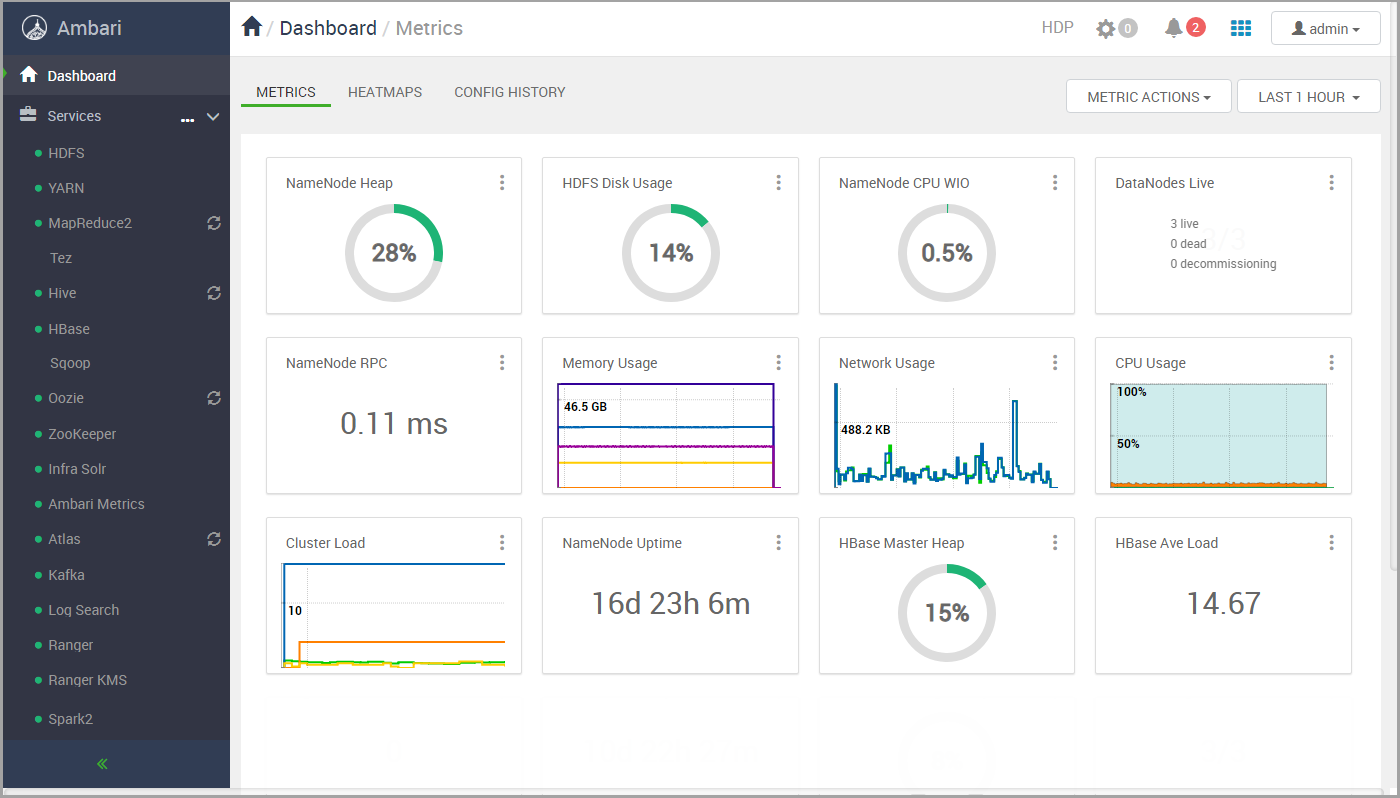 Ambari
Dashboard / Metrics
HDP
0
2
admin
Dashboard
Services
HDFS
YARN
MapReduce2
Tez
Hive
HBase
Sqoop
Oozie
ZooKeeper
Infra Solr
Ambari Metrics
Atlas
Kafka
Log Search
Ranger
Ranger KMS
Spark2
METRICS
HEATMAPS
CONFIG HISTORY
METRIC ACTIONS
LAST 1 HOUR
NameNode Heap
28%
HDFS Disk Usage
14%
NameNode CPU WIO
0.5%
DataNodes Live
3/3
3 live
0 dead
0 decommissioning
NameNode RPC
0.11 ms
Memory Usage
46.5 GB
Network Usage
488.2 KB
CPU Usage
100%
50%
Cluster Load
10
NameNode Uptime
16d 23h 6m
HBase Master Heap
15%
HBase Ave Load
14.67